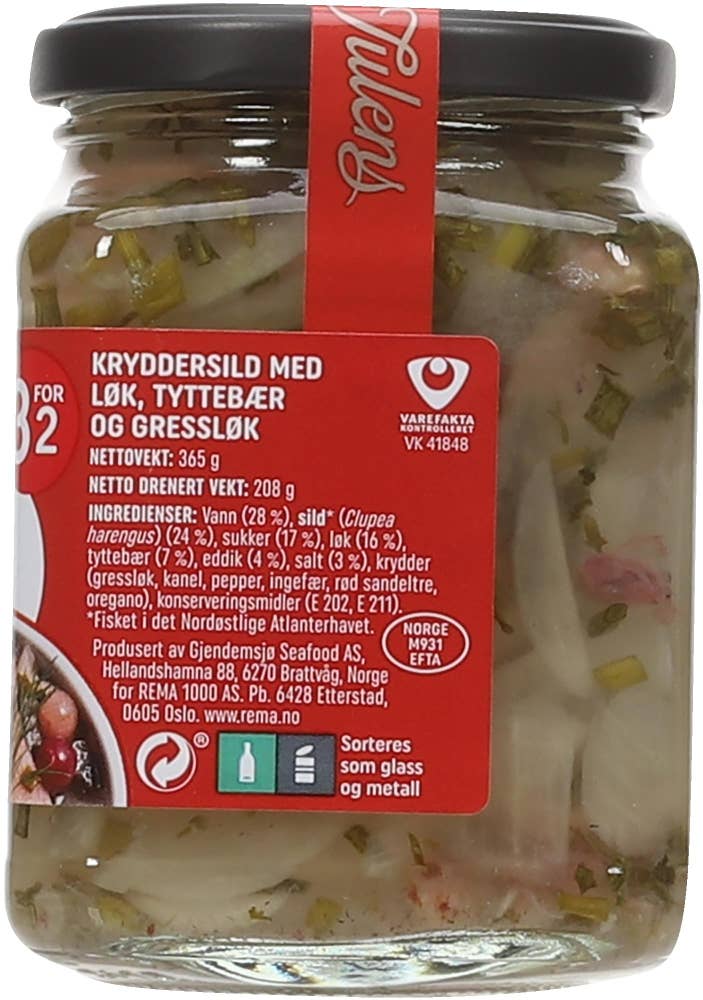 Julens
3 FOR
2
KRYDDERSILD MED
LØK, TYTTEBÆR
OG GRESSLØK
NETTOVEKT: 365 g
NETTO DRENERT VEKT: 208 g
INGREDIENSER: Vann (28 %), sild* (Clupea
harengus) (24 %), sukker (17 %), løk (16 %),
tyttebær (7 %), eddik (4 %), salt (3 %), krydder
(gressløk, kanel, pepper, ingefær, rød sandeltre,
oregano), konserveringsmidler (E 202, E 211).
*Fisket i det Nordøstlige Atlanterhavet.
Produsert av Gjendemsjø Seafood AS,
Hellandshamna 88, 6270 Brattvåg, Norge
for REMA 1000 AS. Pb. 6428 Etterstad,
0605 Oslo. www.rema.no
VAREFAKTA
KONTROLLERET
VK 41848
NORGE
M931
EFTA
®
Sorteres
som glass
og metall